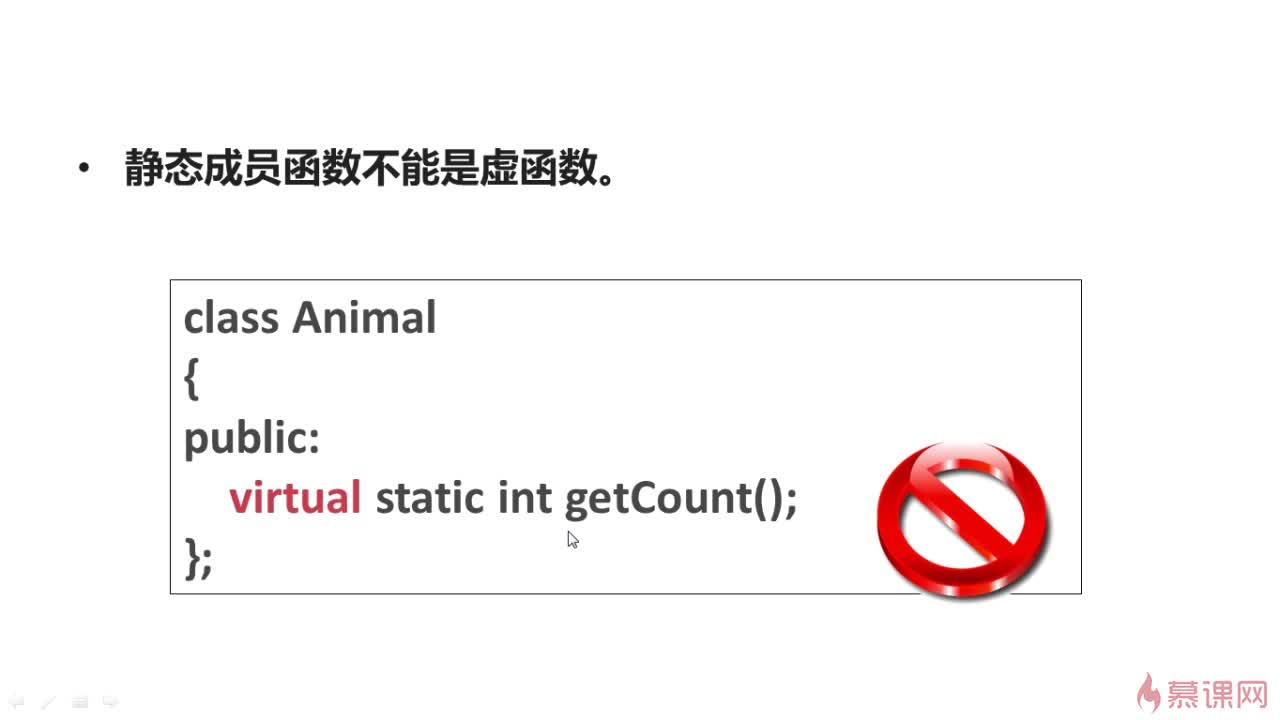 • 静态成员函数不能是虚函数。
class Animal
{
public:
virtual static int getCount();
};
慕课网